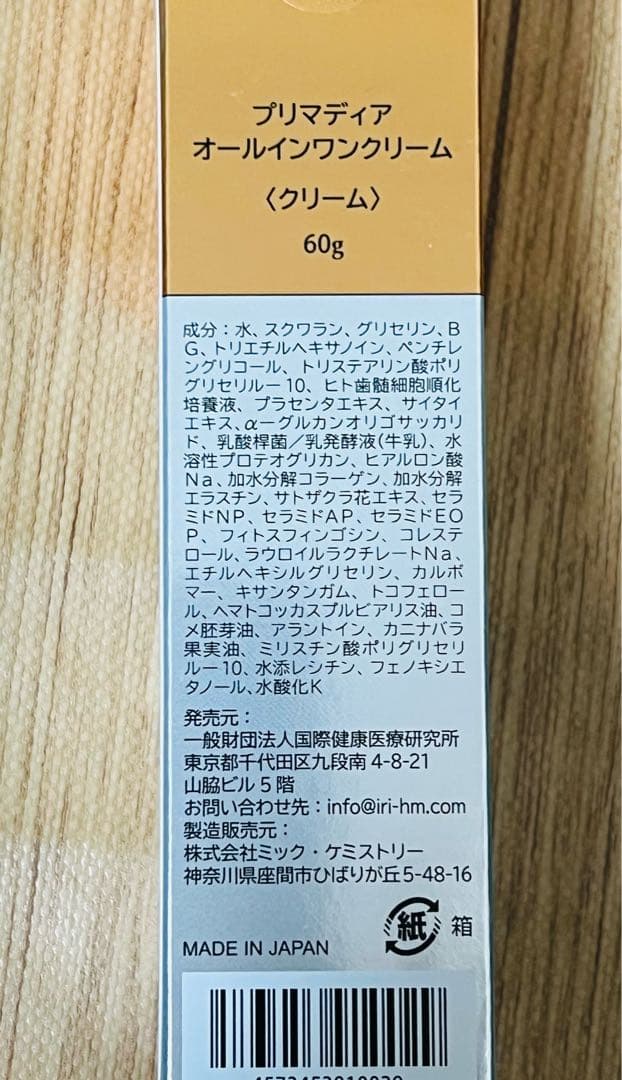 プリマディア
オールインワンクリーム
〈クリーム〉
60g
成分：水、スクワラン、グリセリン、B
G、トリエチルヘキサノイン、ペンチレ
ングリコール、トリステアリン酸ポリ
グリセリルー10、ヒト歯髄細胞順化
培養液、プラセンタエキス、サイタイ
エキス、α－グルカンオリゴサッカリ
ド、乳酸桿菌／乳発酵液(牛乳)、水
溶性プロテオグリカン、ヒアルロン酸
Na、加水分解コラーゲン、加水分解
エラスチン、サトザクラ花エキス、セラ
ミドNP、セラミドAP、セラミドEO
P、フィトスフィンゴシン、コレステ
ロール、ラウロイルラクチレートNa、
エチルヘキシルグリセリン、カルボ
マー、キサンタンガム、トコフェロー
ル、ヘマトコッカスプルビアリス油、コ
メ胚芽油、アラントイン、カニナバラ
果実油、ミリスチン酸ポリグリセリ
ルー10、水添レシチン、フェノキシエ
タノール、水酸化K
発売元：
一般財団法人国際健康医療研究所
東京都千代田区九段南4-8-21
山脇ビル5階
お問い合わせ先：info@iri-hm.com
製造販売元：
株式会社ミック・ケミストリー
神奈川県座間市ひばりが丘5-48-16
紙 箱
MADE IN JAPAN